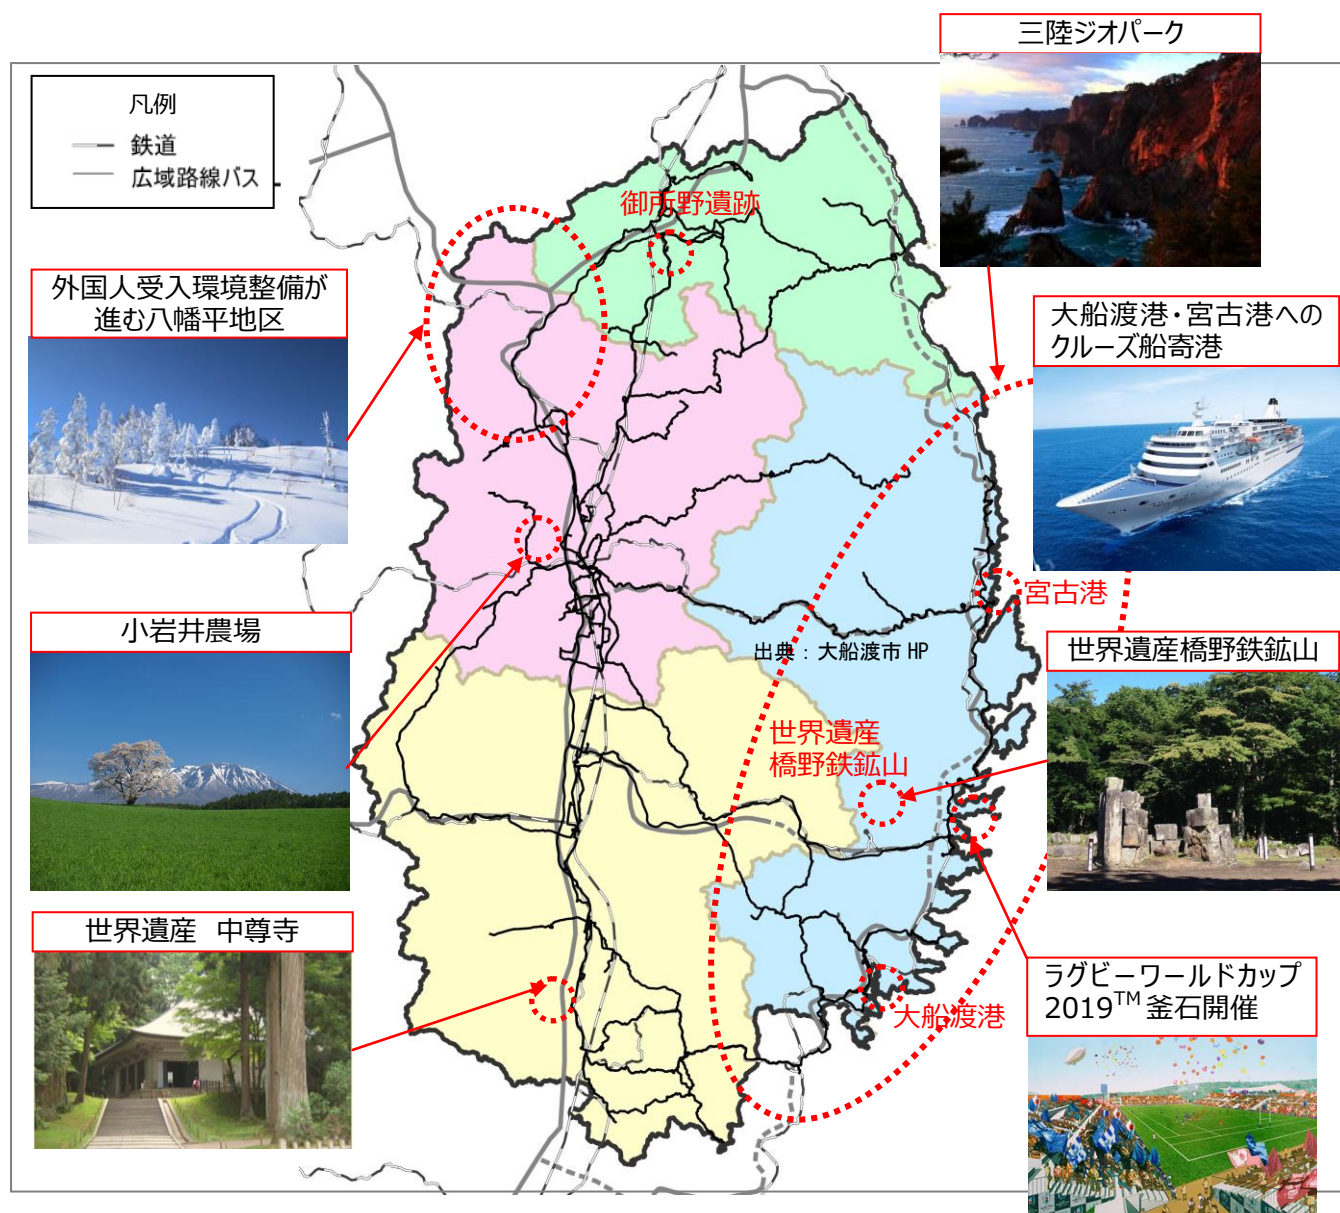 三陸ジオパーク
凡例
鉄道
広域路線バス
御所野遺跡
外国人受入環境整備が
進む八幡平地区
大船渡港・宮古港への
クルーズ船寄港
宮古港
小岩井農場
出典：大船渡市 HP
世界遺産橋野鉄鉱山
世界遺産
橋野鉄鉱山
世界遺産　中尊寺
大船渡港
ラグビーワールドカップ
2019™ 釜石開催